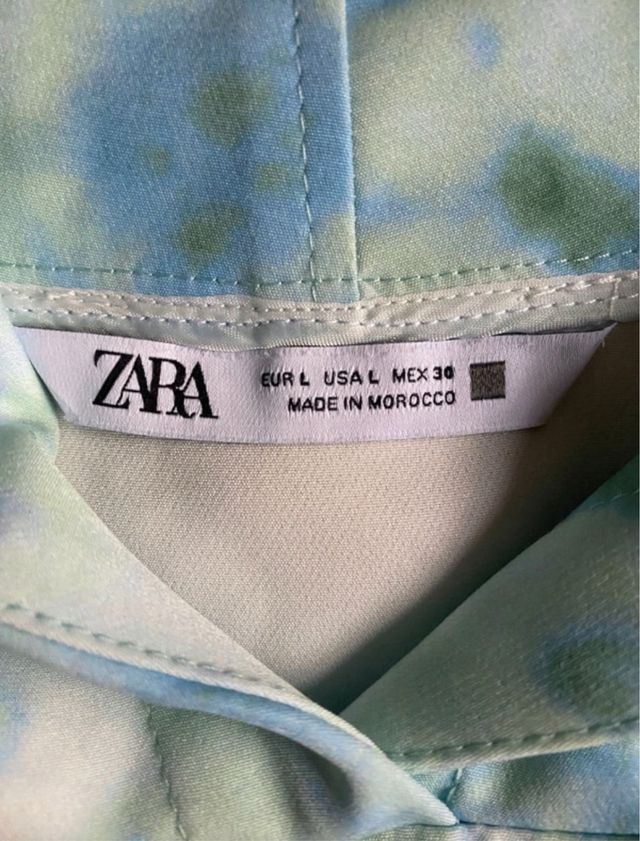 ZARA
EUR L USA L MEX 30
MADE IN MOROCCO